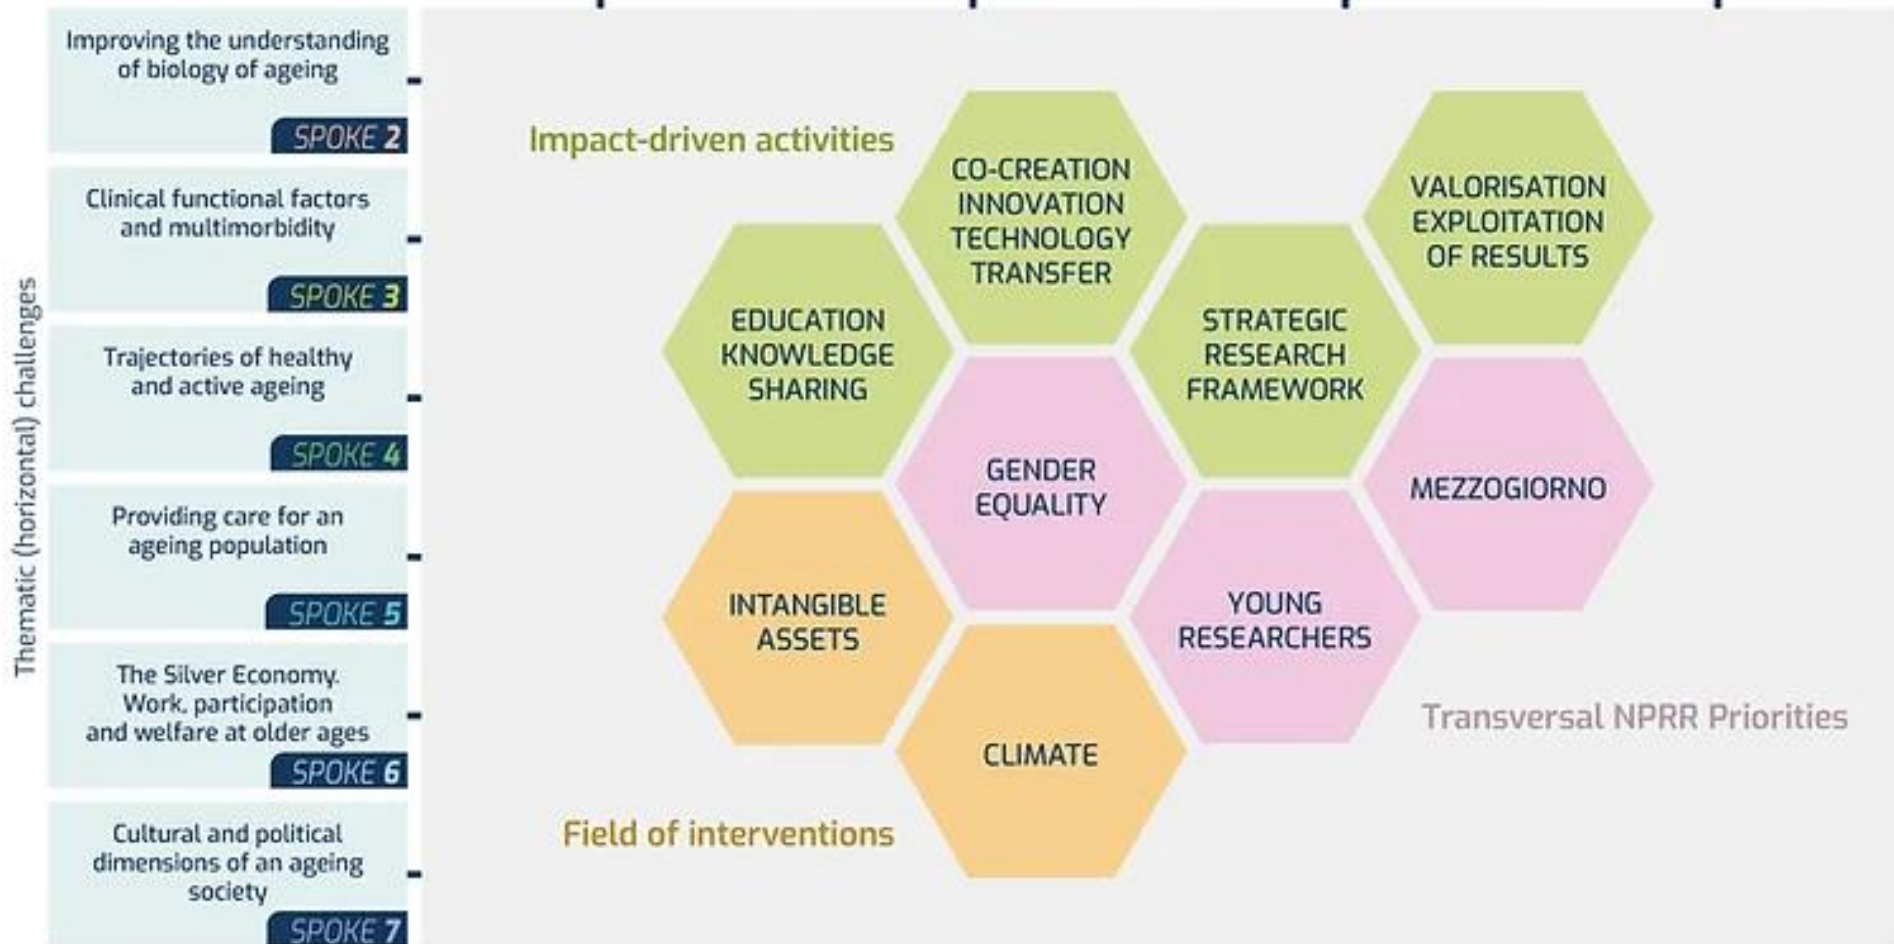 Thematic (horizontal) challenges
Improving the understanding
of biology of ageing
SPOKE 2
Clinical functional factors
and multimorbidity
SPOKE 3
Trajectories of healthy
and active ageing
SPOKE 4
Providing care for an
ageing population
SPOKE 5
The Silver Economy.
Work, participation
and welfare at older ages
SPOKE 6
Cultural and political
dimensions of an ageing
society
SPOKE 7
Impact-driven activities
CO-CREATION
INNOVATION
TECHNOLOGY
TRANSFER
VALORISATION
EXPLOITATION
OF RESULTS
EDUCATION
KNOWLEDGE
SHARING
STRATEGIC
RESEARCH
FRAMEWORK
GENDER
EQUALITY
MEZZOGIORNO
INTANGIBLE
ASSETS
YOUNG
RESEARCHERS
Transversal NPRR Priorities
CLIMATE
Field of interventions